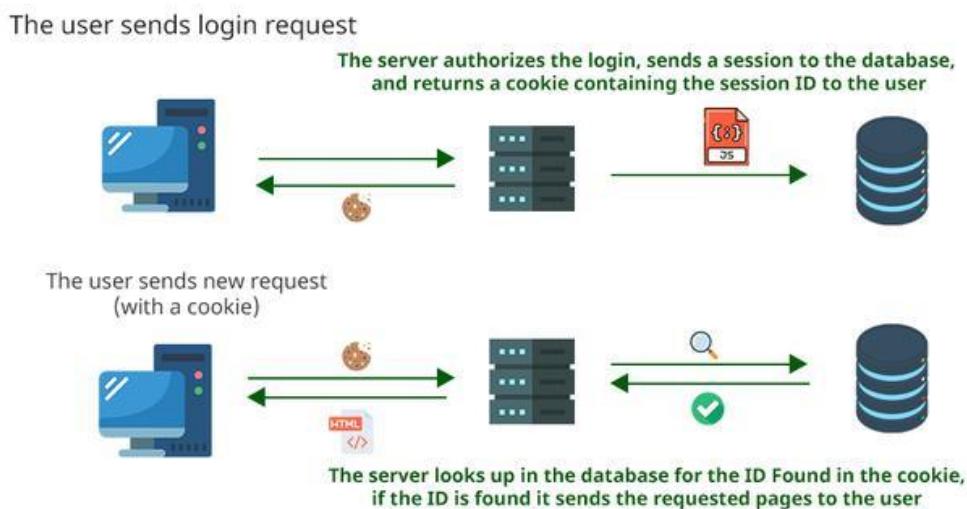 The user sends login request
The server authorizes the login, sends a session to the database,
and returns a cookie containing the session ID to the user
{:}
JS
The user sends new request
(with a cookie)
HTML
</>
The server looks up in the database for the ID Found in the cookie,
if the ID is found it sends the requested pages to the user